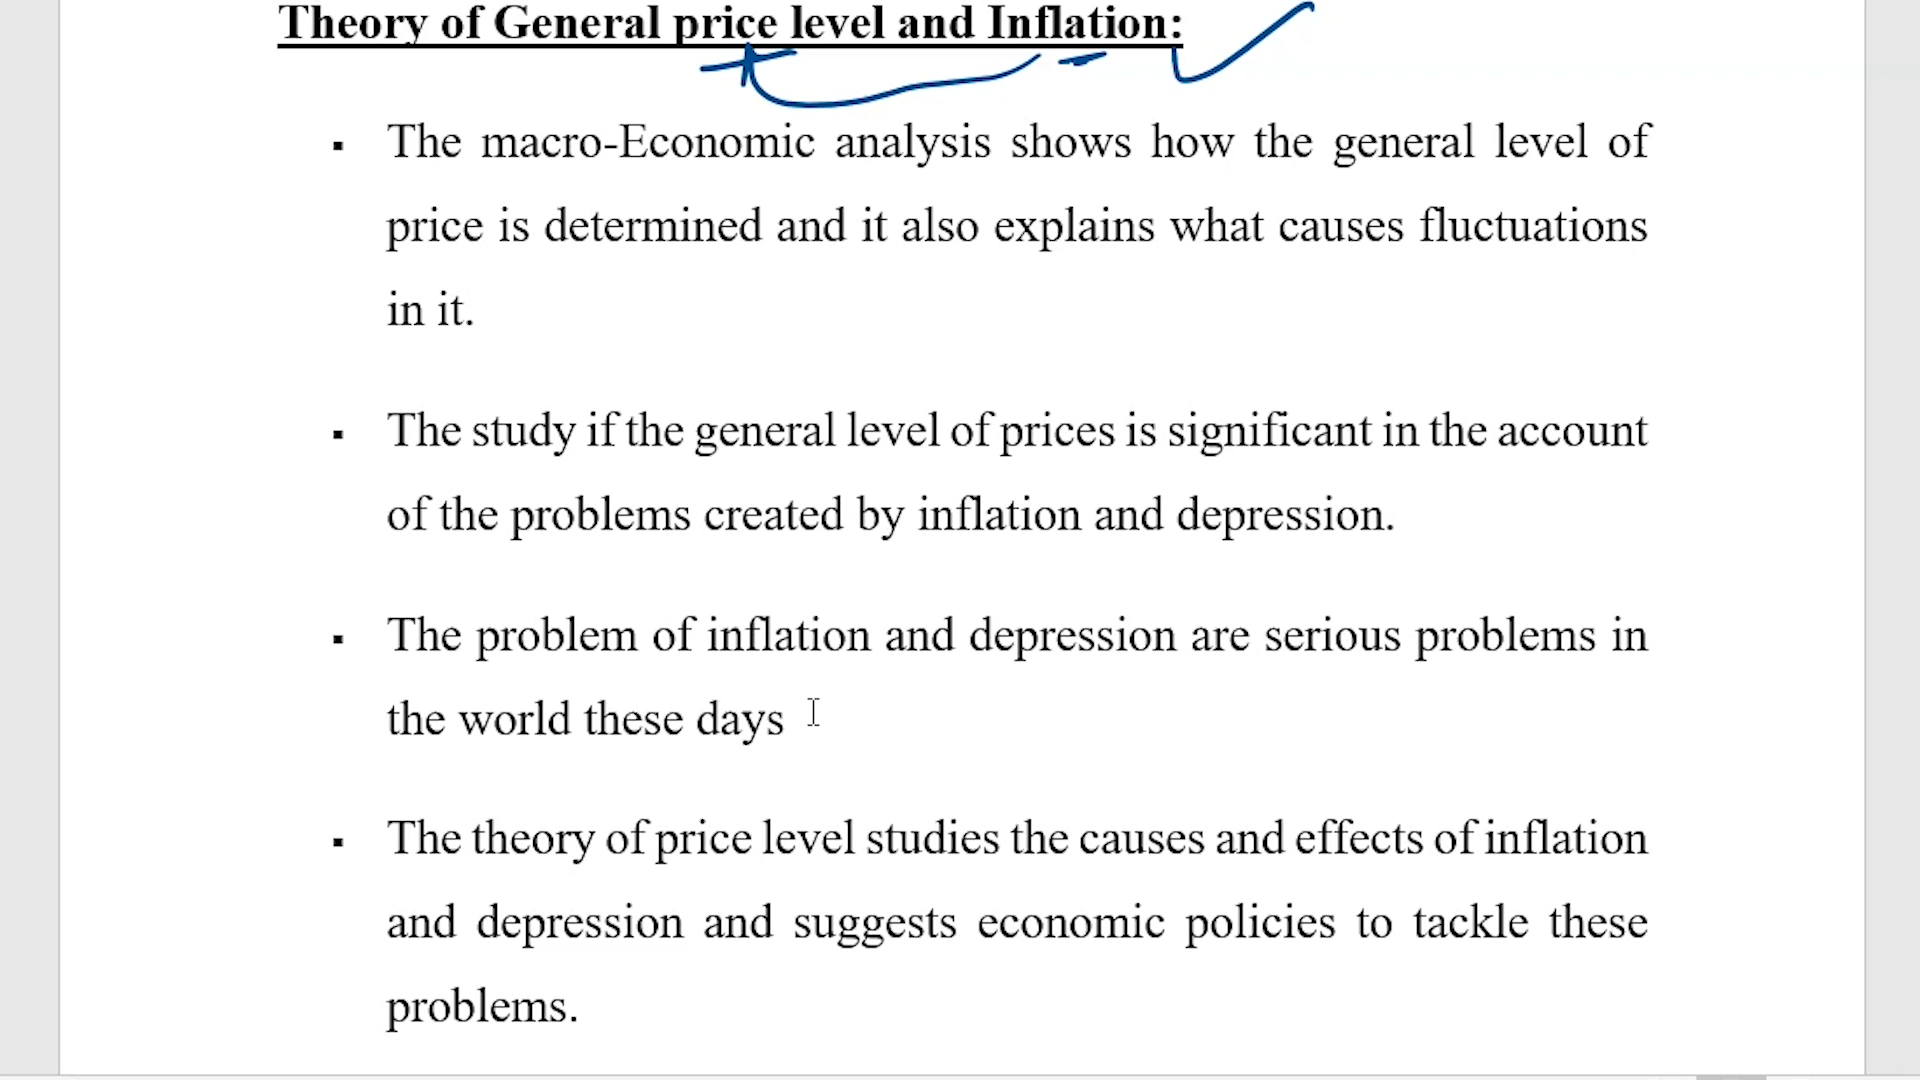 Theory of General price level and Inflation:
▪ The macro-Economic analysis shows how the general level of
price is determined and it also explains what causes fluctuations
in it.
▪ The study if the general level of prices is significant in the account
of the problems created by inflation and depression.
▪ The problem of inflation and depression are serious problems in
the world these days
▪ The theory of price level studies the causes and effects of inflation
and depression and suggests economic policies to tackle these
problems.